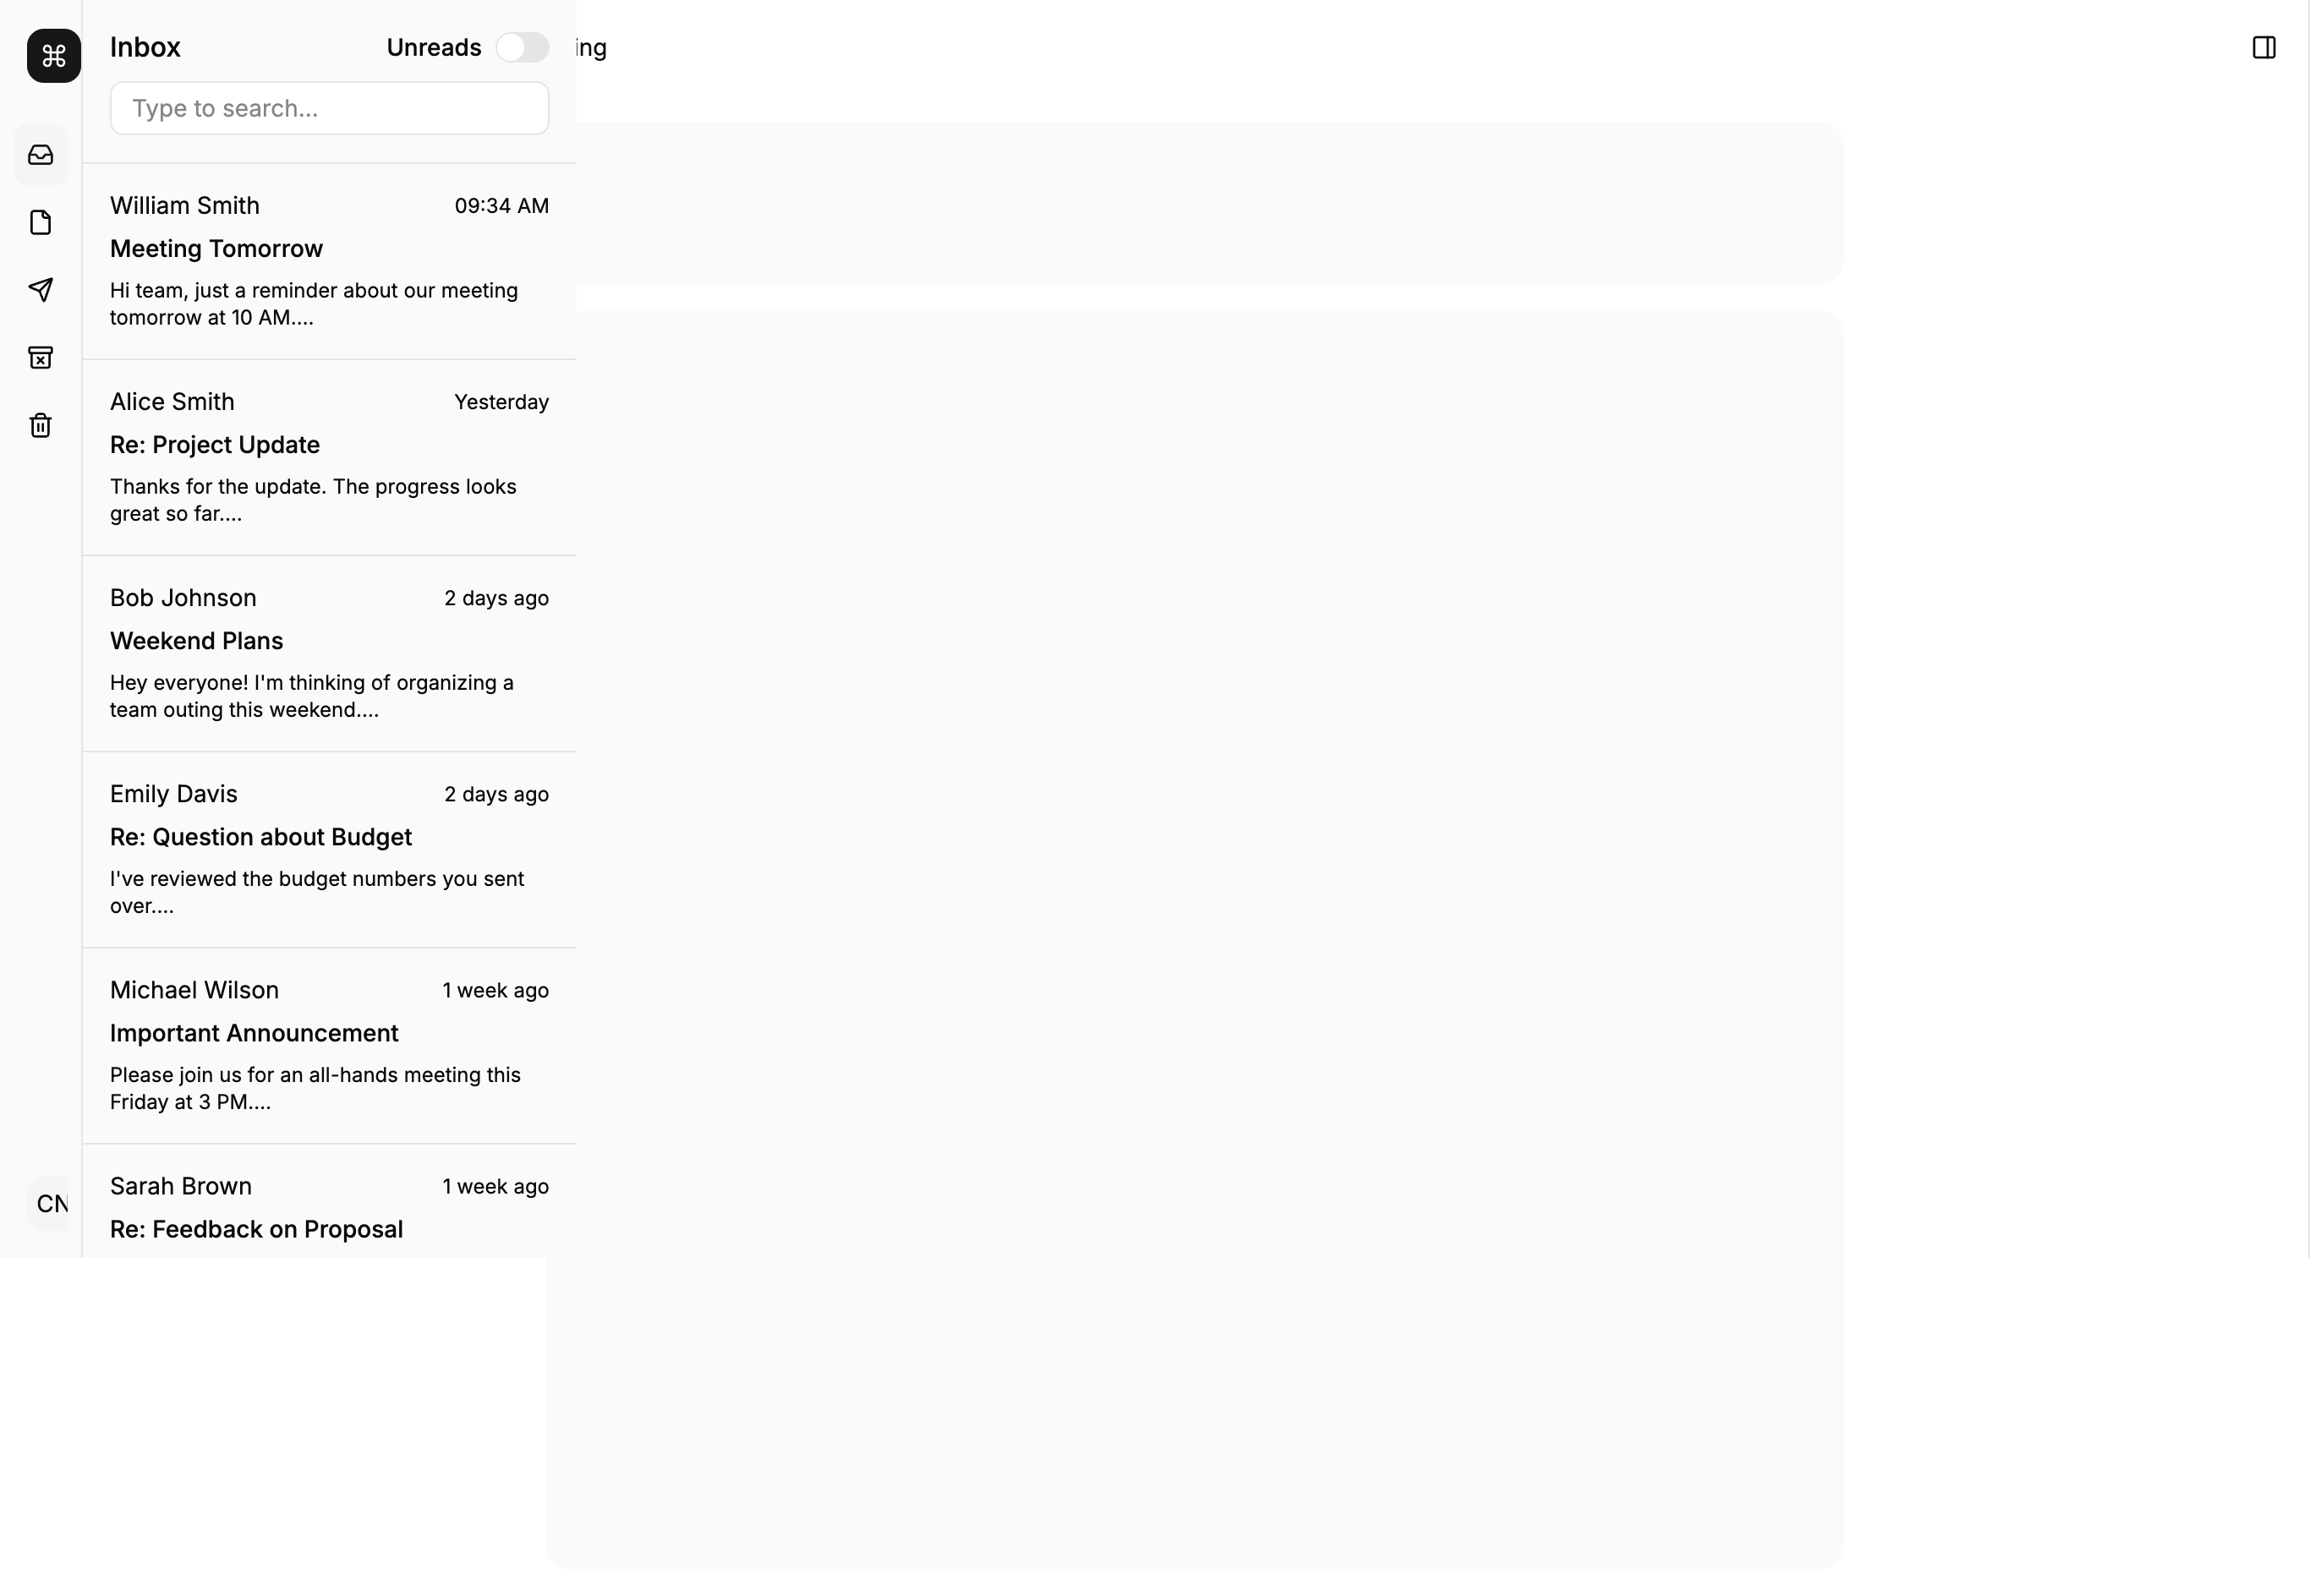 Inbox
Unreads
ing
Type to search...
William Smith
09:34 AM
Meeting Tomorrow
Hi team, just a reminder about our meeting
tomorrow at 10 AM....
Alice Smith
Yesterday
Re: Project Update
Thanks for the update. The progress looks
great so far....
Bob Johnson
2 days ago
Weekend Plans
Hey everyone! I'm thinking of organizing a
team outing this weekend....
Emily Davis
2 days ago
Re: Question about Budget
I've reviewed the budget numbers you sent
over....
Michael Wilson
1 week ago
Important Announcement
Please join us for an all-hands meeting this
Friday at 3 PM....
Sarah Brown
1 week ago
Re: Feedback on Proposal
CN